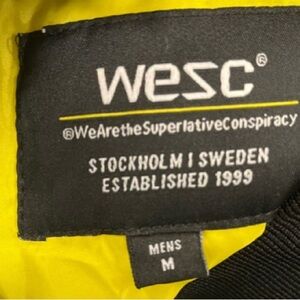 wesc®
®WeAretheSuperlativeConspiracy
STOCKHOLM I SWEDEN
ESTABLISHED 1999
MENS
M